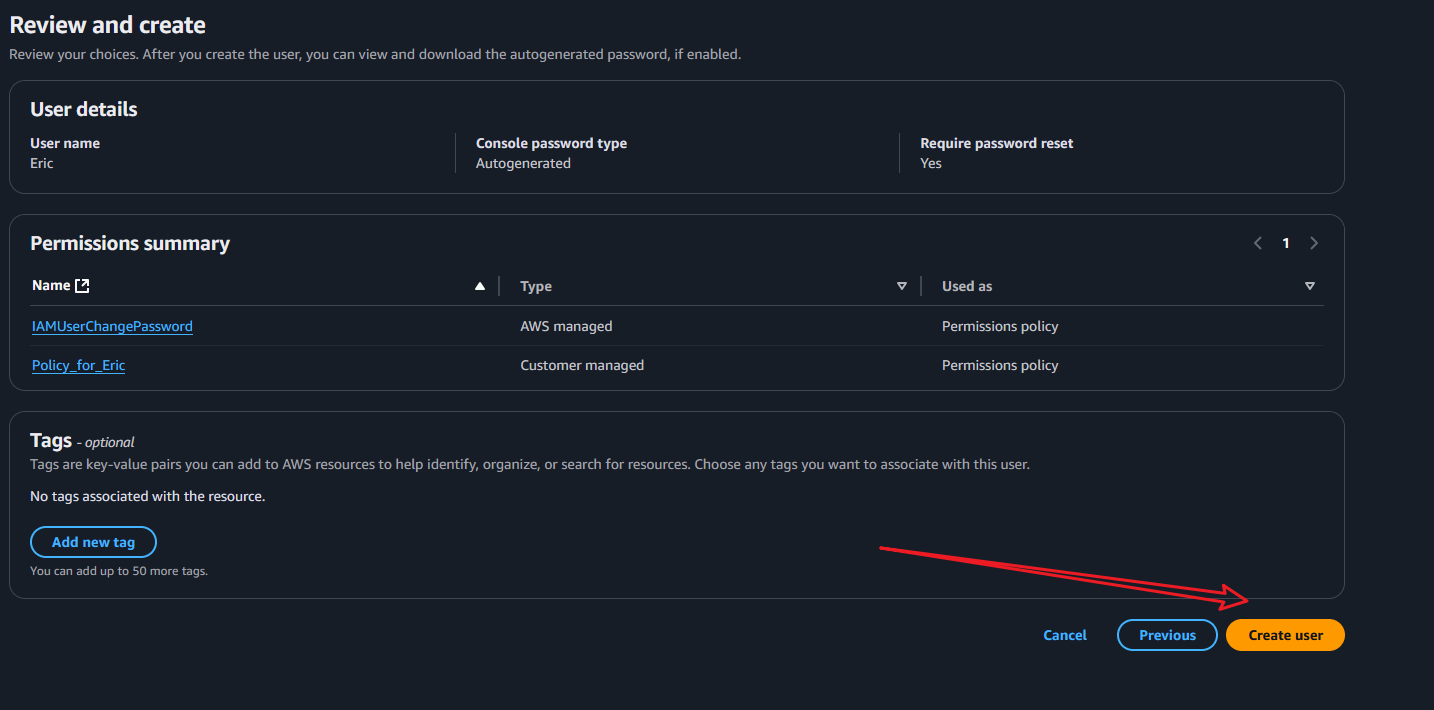 Review and create
Review your choices. After you create the user, you can view and download the autogenerated password, if enabled.
User details
User name
Eric
Console password type
Autogenerated
Require password reset
Yes
Permissions summary
1
Name Type Used as
IAMUserChangePassword AWS managed Permissions policy
Policy_for_Eric Customer managed Permissions policy
Tags - optional
Tags are key-value pairs you can add to AWS resources to help identify, organize, or search for resources. Choose any tags you want to associate with this user.
No tags associated with the resource.
Add new tag
You can add up to 50 more tags.
Cancel Previous Create user